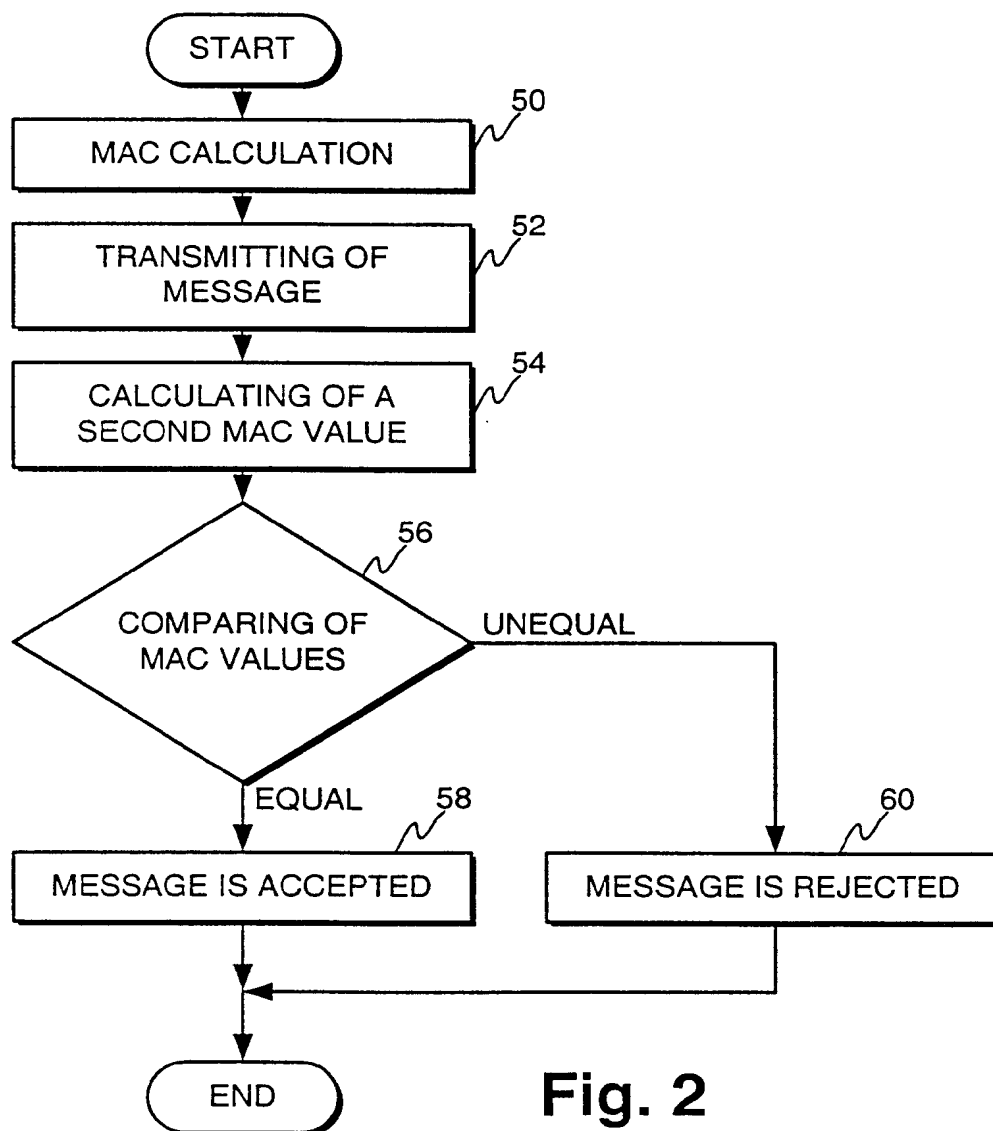 START
50
MAC CALCULATION
52
TRANSMITTING OF
MESSAGE
54
CALCULATING OF A
SECOND MAC VALUE
56
COMPARING OF
MAC VALUES
UNEQUAL
EQUAL
58
60
MESSAGE IS ACCEPTED
MESSAGE IS REJECTED
END
Fig. 2